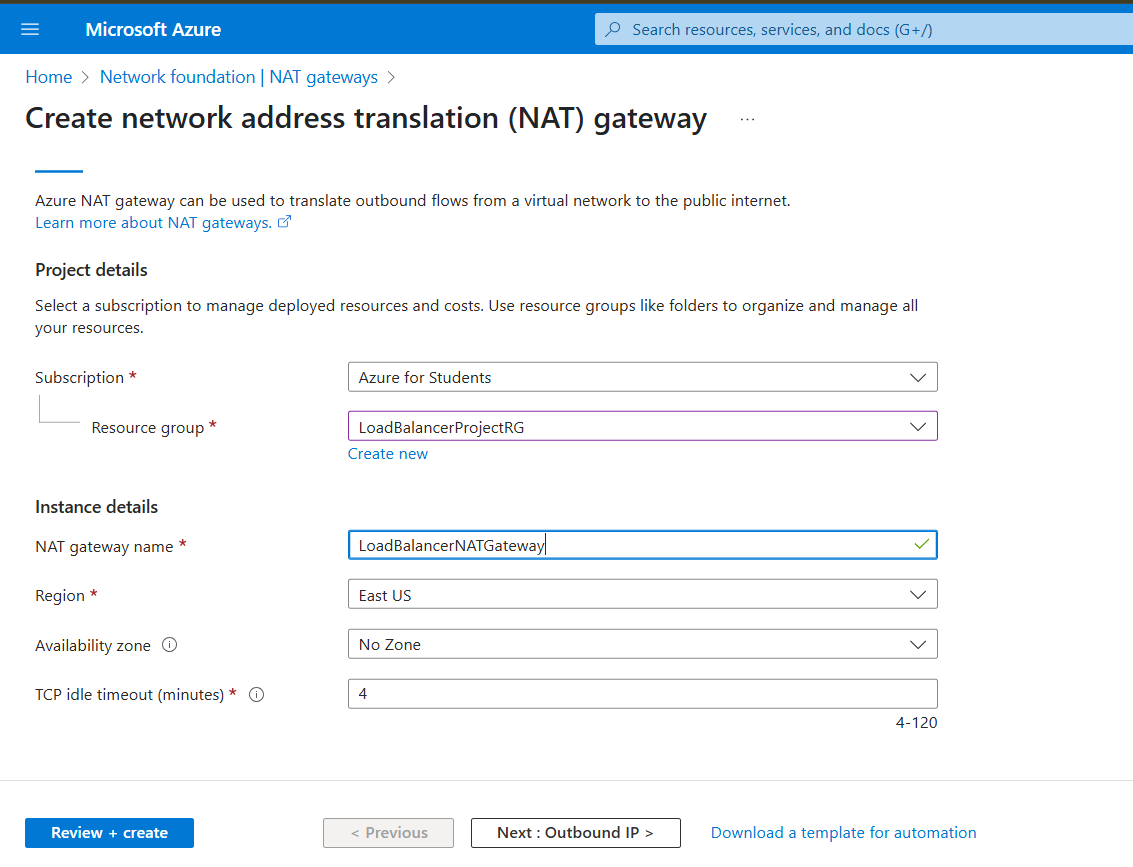 Microsoft Azure
Search resources, services, and docs (G+/)
Home > Network foundation | NAT gateways >
Create network address translation (NAT) gateway ...
Azure NAT gateway can be used to translate outbound flows from a virtual network to the public internet.
Learn more about NAT gateways.
Project details
Select a subscription to manage deployed resources and costs. Use resource groups like folders to organize and manage all
your resources.
Subscription * Azure for Students
Resource group * LoadBalancerProjectRG
Create new
Instance details
NAT gateway name * LoadBalancerNATGateway
Region * East US
Availability zone No Zone
TCP idle timeout (minutes) * 4
4-120
Review + create < Previous Next : Outbound IP > Download a template for automation